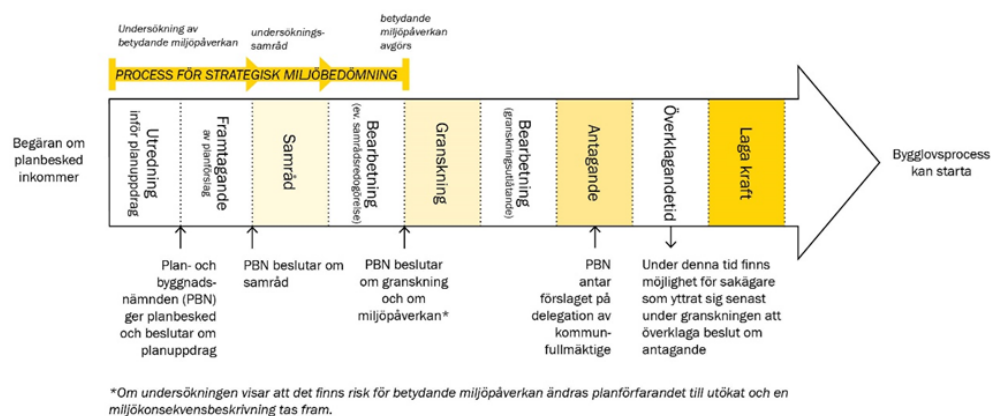 Undersökning av
betydande miljöpåverkan
undersöknings-
samråd
betydande
miljöpåverkan
avgörs
PROCESS FÖR STRATEGISK MILJÖBEDÖMNING
Begäran om
planbesked
inkommer
Utredning
inför planuppdrag
Framtagande
av planförslag
Samråd
Bearbetning
(ev. samrådsredogörelse)
Granskning
Bearbetning
(granskningsutlåtande)
Antagande
Överklagandetid
Laga kraft
Bygglovsprocess
kan starta
Plan- och
byggnads-
nämnden (PBN)
ger planbesked
och beslutar om
planuppdrag
PBN beslutar om
samråd
PBN beslutar
om granskning
och om
miljöpåverkan*
PBN
antar
förslaget på
delegation av
kommun-
fullmäktige
Under denna tid finns
möjlighet för sakägare
som yttrat sig senast
under granskningen att
överklaga beslut om
antagande
*Om undersökningen visar att det finns risk för betydande miljöpåverkan ändras planförfarandet till utökat och en
miljökonsekvensbeskrivning tas fram.